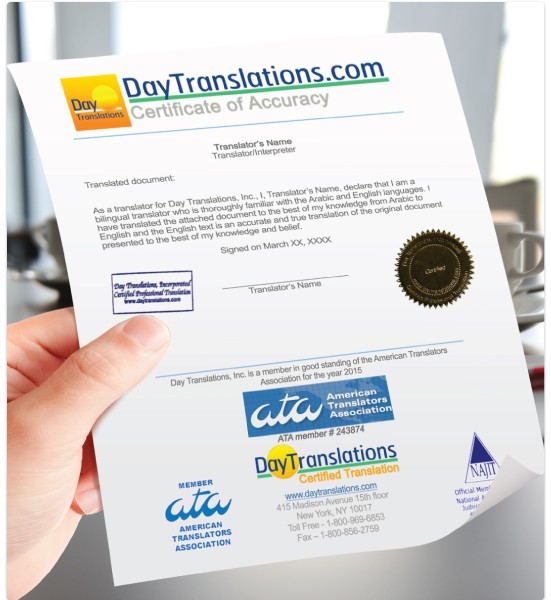 Day
Translations
DayTranslations.com
Certificate of Accuracy
Translator's Name
Translator/Interpreter
Translated document:
As a translator for Day Translations, Inc., I, Translator's Name, declare that I am a
bilingual translator who is thoroughly familiar with the Arabic and English languages. I
have translated the attached document to the best of my knowledge from Arabic to
English and the English text is an accurate and true translation of the original document
presented to the best of my knowledge and belief.
Signed on March XX, XXXX
Translator's Name
Day Translations, Incorporated
Certified Professional Translation
www.daytranslations.com
Certified
Day Translations, Inc. is a member in good standing of the American Translators
Association for the year 2015
ata American
Translators
Association
ATA member # 243874
DayTranslations
Certified Translation
www.daytranslations.com
415 Madison Avenue 15th floor
New York, NY 10017
Toll Free - 1-800-969-6853
Fax – 1-800-856-2759
MEMBER
ata
AMERICAN
TRANSLATORS
ASSOCIATION
NAJIT
Official
National